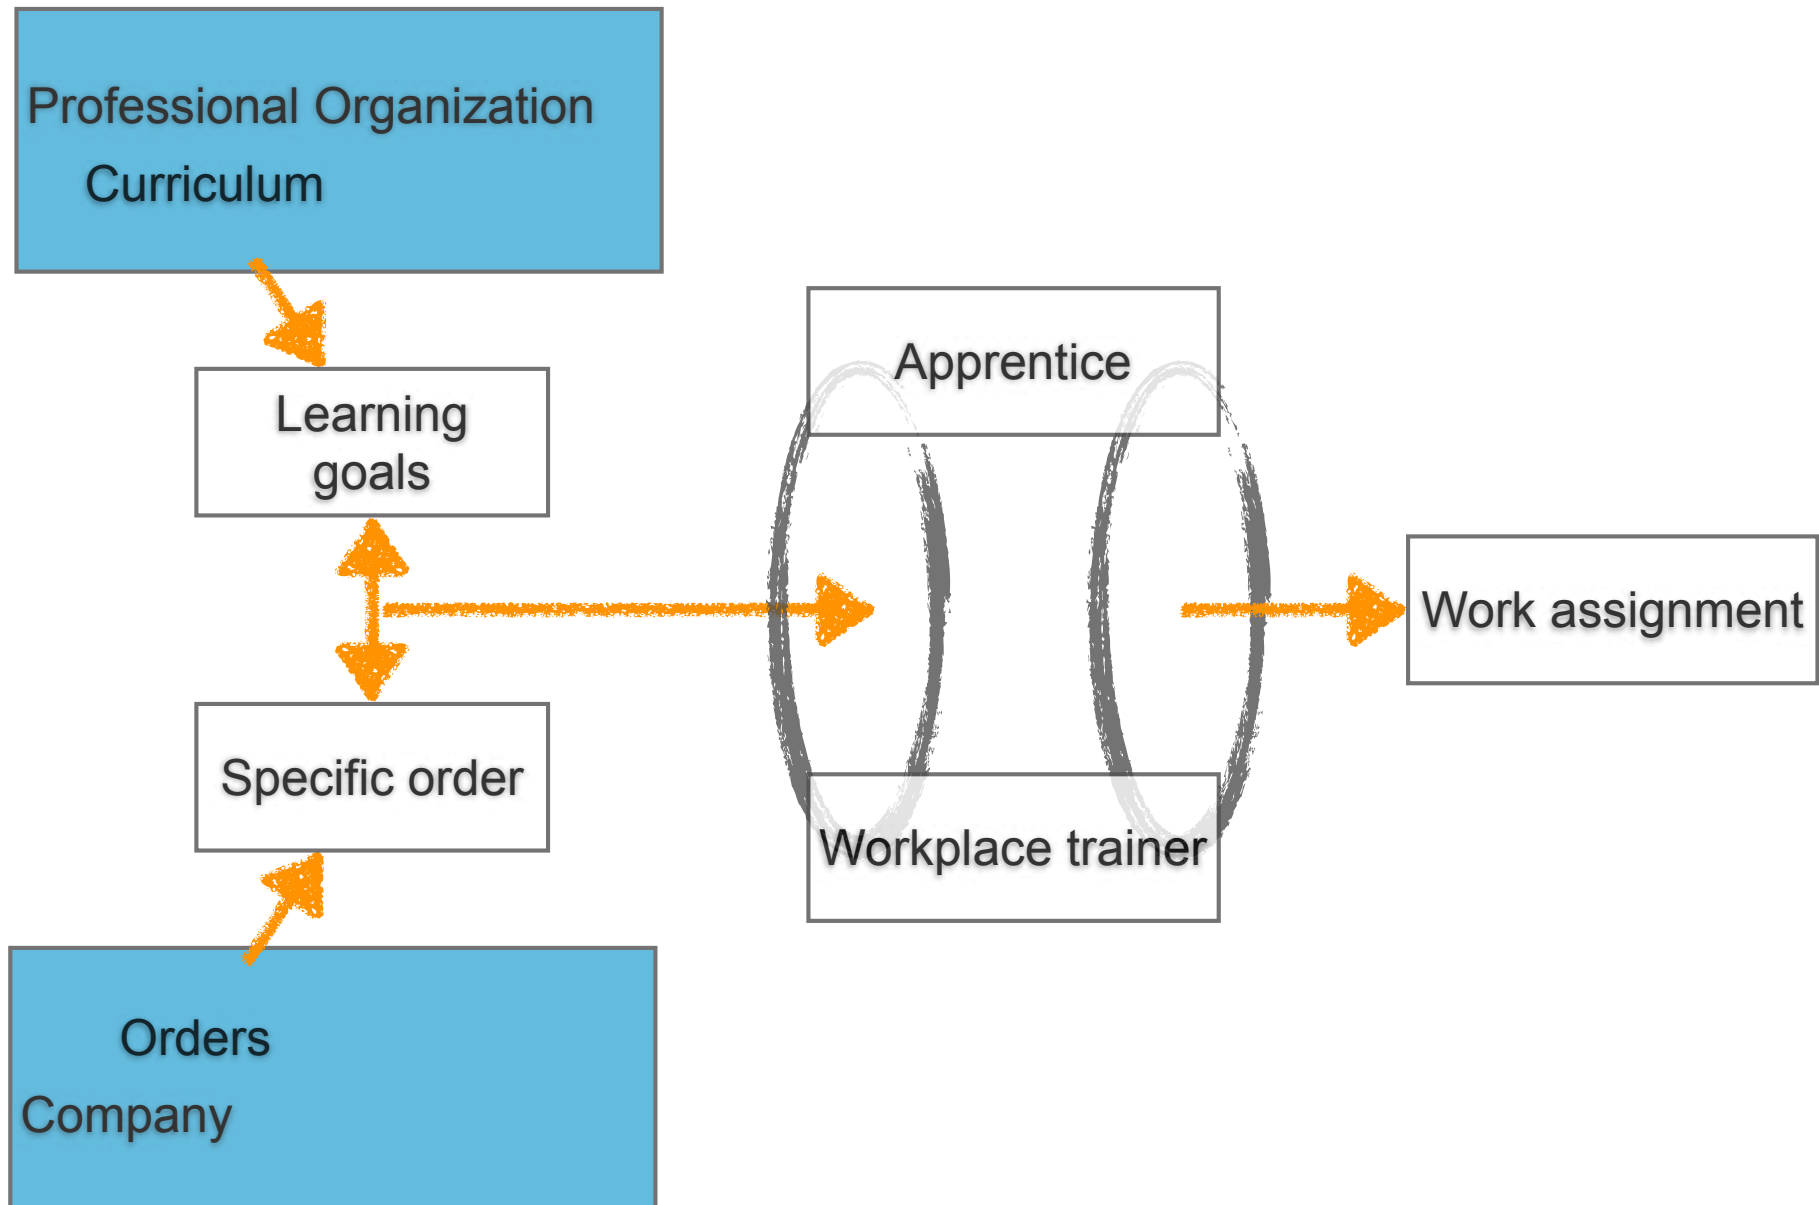 Professional Organization
Curriculum
Learning
goals
Specific order
Orders
Company
Apprentice
Workplace trainer
Work assignment